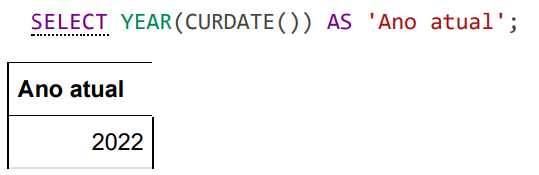 SELECT YEAR(CURDATE()) AS 'Ano atual';
Ano atual
2022